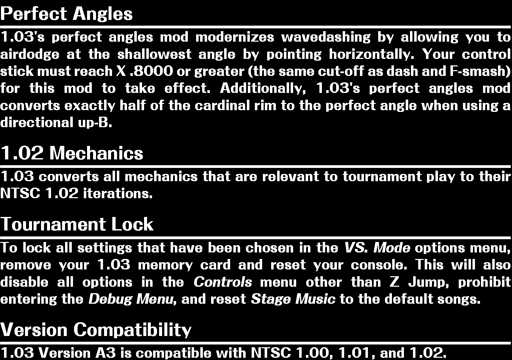 Perfect Angles
1.03's perfect angles mod modernizes wavedashing by allowing you to
airdodge at the shallowest angle by pointing horizontally. Your control
stick must reach X .8000 or greater (the same cut-off as dash and F-smash)
for this mod to take effect. Additionally, 1.03's perfect angles mod
converts exactly half of the cardinal rim to the perfect angle when using a
directional up-B.
1.02 Mechanics
1.03 converts all mechanics that are relevant to tournament play to their
NTSC 1.02 iterations.
Tournament Lock
To lock all settings that have been chosen in the VS. Mode options menu,
remove your 1.03 memory card and reset your console. This will also
disable all options in the Controls menu other than Z Jump, prohibit
entering the Debug Menu, and reset Stage Music to the default songs.
Version Compatibility
1.03 Version A3 is compatible with NTSC 1.00, 1.01, and 1.02.